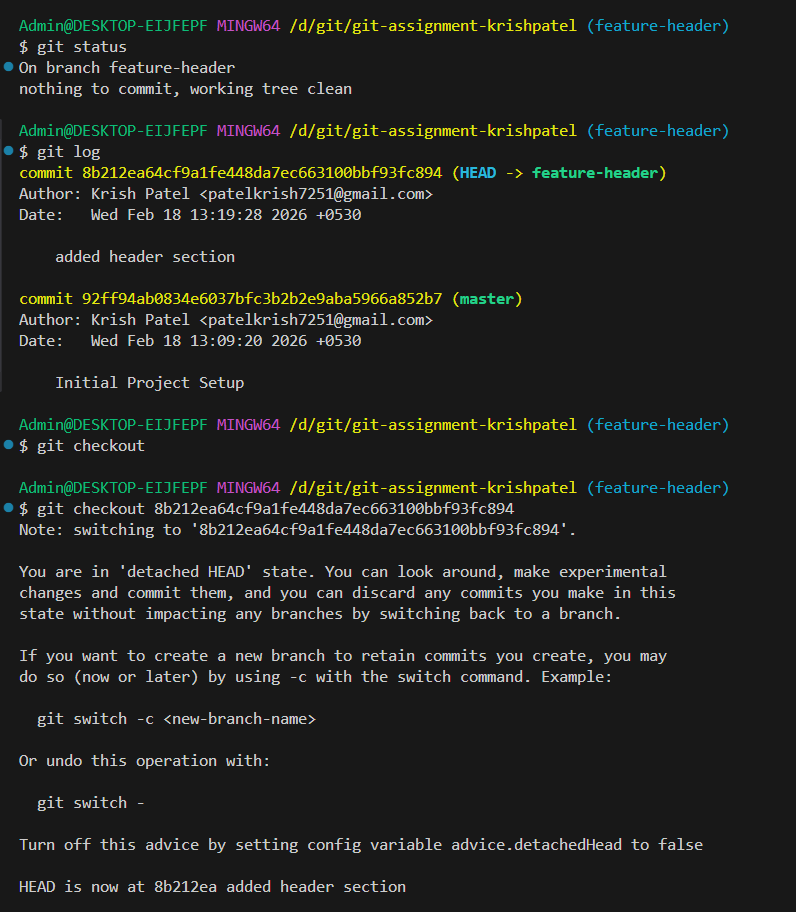 Admin@DESKTOP-EIJFEPF MINGW64 /d/git/git-assignment-krishpatel (feature-header)
$ git status
On branch feature-header
nothing to commit, working tree clean
Admin@DESKTOP-EIJFEPF MINGW64 /d/git/git-assignment-krishpatel (feature-header)
$ git log
commit 8b212ea64cf9a1fe448da7ec663100bbf93fc894 (HEAD -> feature-header)
Author: Krish Patel <patelkrish7251@gmail.com>
Date:   Wed Feb 18 13:19:28 2026 +0530
    added header section
commit 92ff94ab0834e6037bfc3b2b2e9aba5966a852b7 (master)
Author: Krish Patel <patelkrish7251@gmail.com>
Date:   Wed Feb 18 13:09:20 2026 +0530
    Initial Project Setup
Admin@DESKTOP-EIJFEPF MINGW64 /d/git/git-assignment-krishpatel (feature-header)
$ git checkout
Admin@DESKTOP-EIJFEPF MINGW64 /d/git/git-assignment-krishpatel (feature-header)
$ git checkout 8b212ea64cf9a1fe448da7ec663100bbf93fc894
Note: switching to '8b212ea64cf9a1fe448da7ec663100bbf93fc894'.
You are in 'detached HEAD' state. You can look around, make experimental
changes and commit them, and you can discard any commits you make in this
state without impacting any branches by switching back to a branch.
If you want to create a new branch to retain commits you create, you may
do so (now or later) by using -c with the switch command. Example:
  git switch -c <new-branch-name>
Or undo this operation with:
  git switch -
Turn off this advice by setting config variable advice.detachedHead to false
HEAD is now at 8b212ea added header section